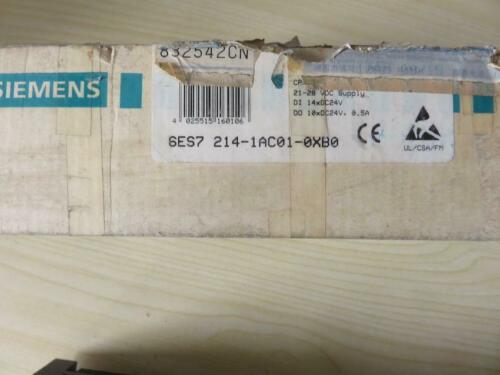 832542CN
SIEMENS
CP
21-28 VDC Supply
DI 14xDC24V
DO 10xDC24V, 0.5A
4 025515 160106
6ES7 214-1AC01-0XB0
CE
UL/CSA/FM